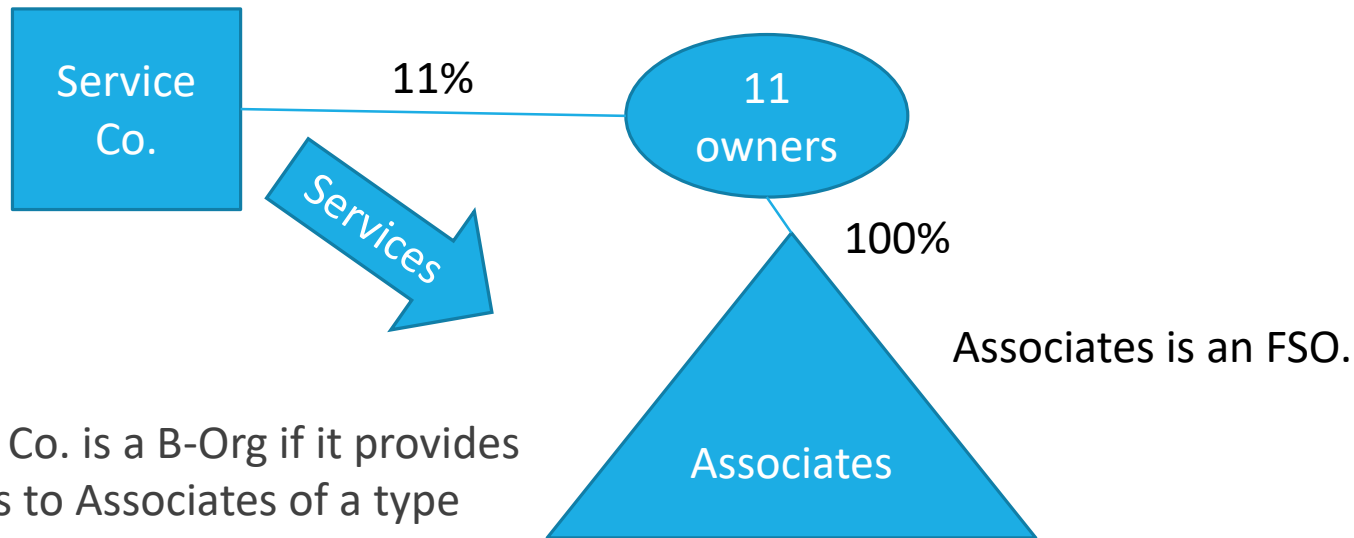 Service
Co.
11%
11
owners
Services
100%
Associates is an FSO.
Co. is a B-Org if it provides
s to Associates of a type
Associates